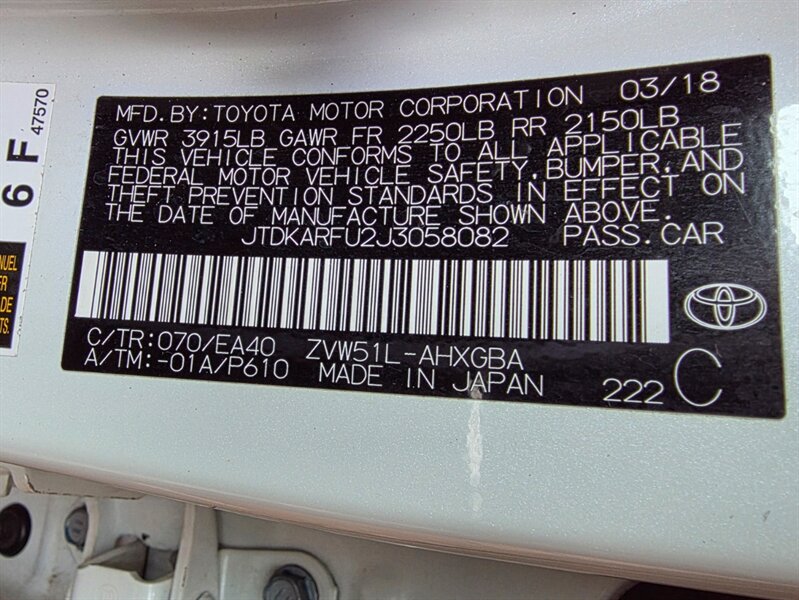 MFD.BY:TOYOTA MOTOR CORPORATION 03/18
GVWR 3915LB GAWR FR 2250LB RR 2150LB
THIS VEHICLE CONFORMS TO ALL APPLICABLE
FEDERAL MOTOR VEHICLE SAFETY,BUMPER,AND
THEFT PREVENTION STANDARDS IN EFFECT ON
THE DATE OF MANUFACTURE SHOWN ABOVE.
JTDKARFU2J3058082 PASS.CAR
C/TR:070/EA40 ZVW51L-AHXGBA
A/TM:-01A/P610 MADE IN JAPAN 222 C
6 F
47570